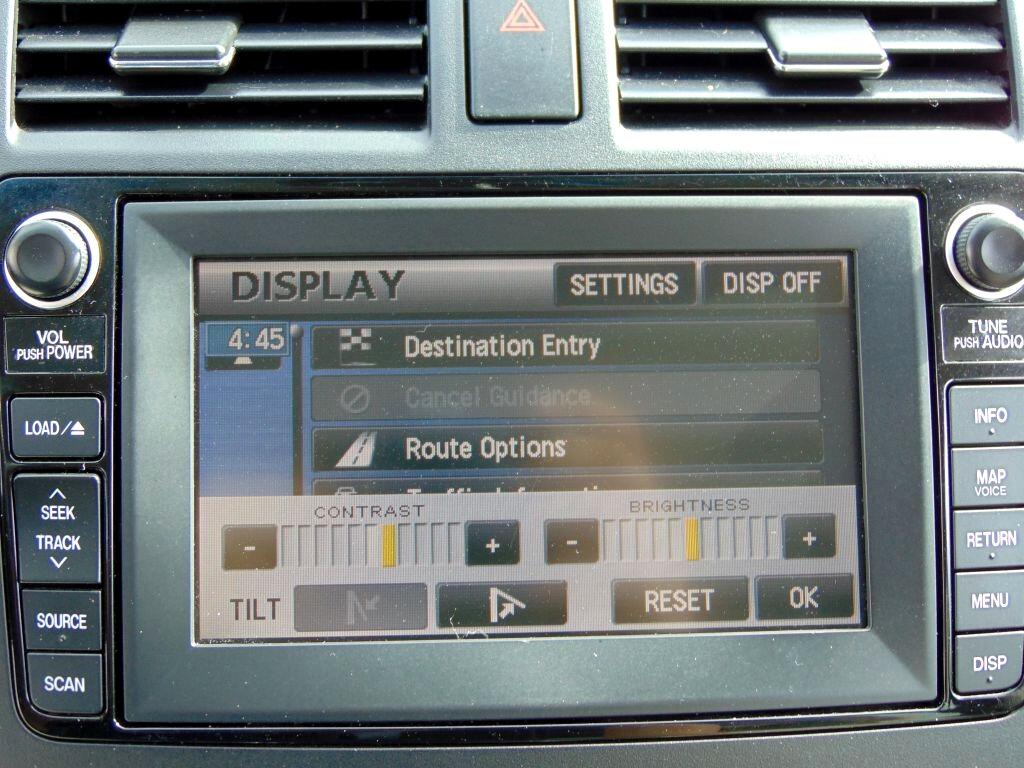 DISPLAY
SETTINGS
DISP OFF
4:45
Destination Entry
Cancel Guidance
Route Options
CONTRAST
BRIGHTNESS
-
+
-
+
TILT
RESET
OK
VOL
PUSH POWER
LOAD/
SEEK
TRACK
SOURCE
SCAN
TUNE
PUSH AUDIO
INFO
MAP
VOICE
RETURN
MENU
DISP